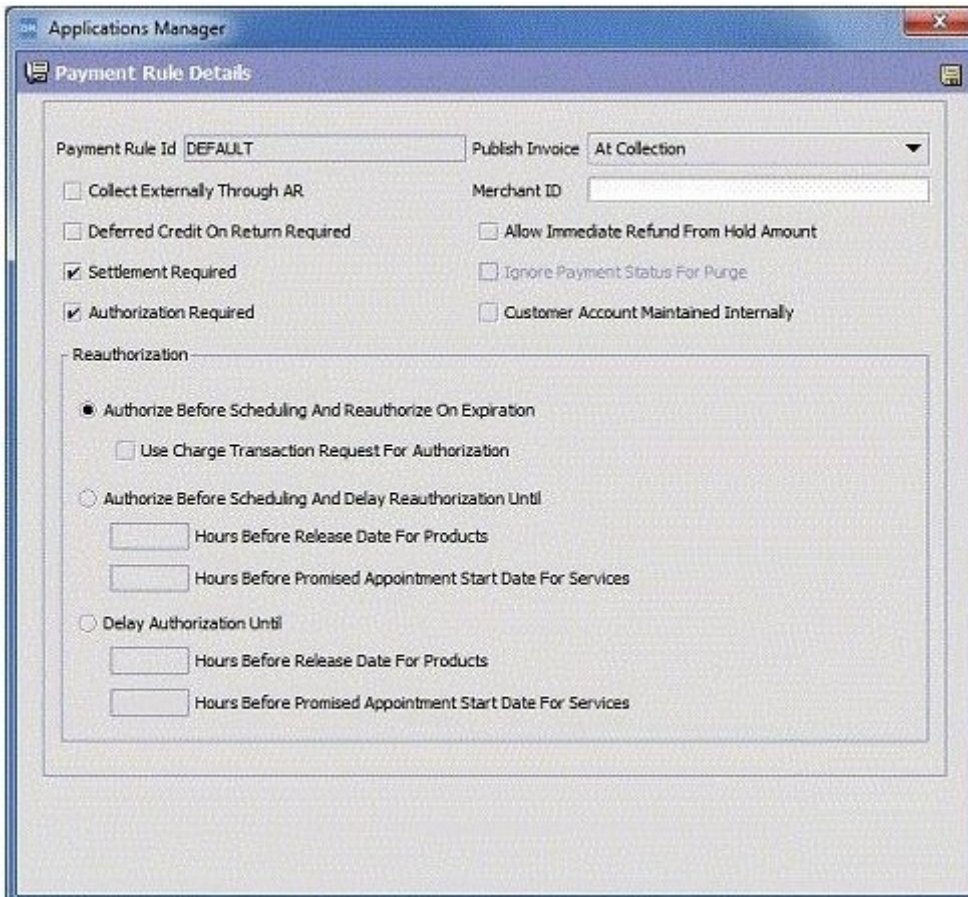 Applications Manager
Payment Rule Details
Payment Rule Id DEFAULT Publish Invoice At Collection
Collect Externally Through AR Merchant ID
Deferred Credit On Return Required Allow Immediate Refund From Hold Amount
Settlement Required Ignore Payment Status For Purge
Authorization Required Customer Account Maintained Internally
Reauthorization
Authorize Before Scheduling And Reauthorize On Expiration
Use Charge Transaction Request For Authorization
Authorize Before Scheduling And Delay Reauthorization Until
Hours Before Release Date For Products
Hours Before Promised Appointment Start Date For Services
Delay Authorization Until
Hours Before Release Date For Products
Hours Before Promised Appointment Start Date For Services